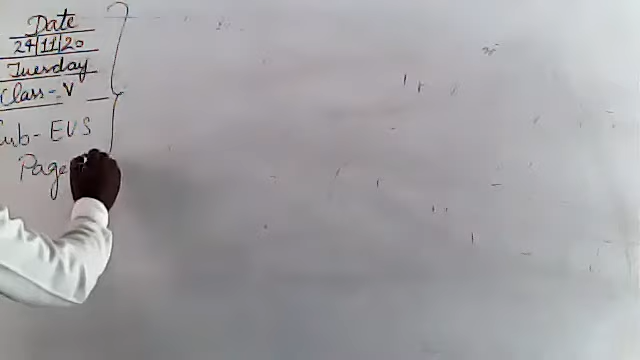 Date
24/11/20
Tuesday
Class- V
Sub- EVS
Page